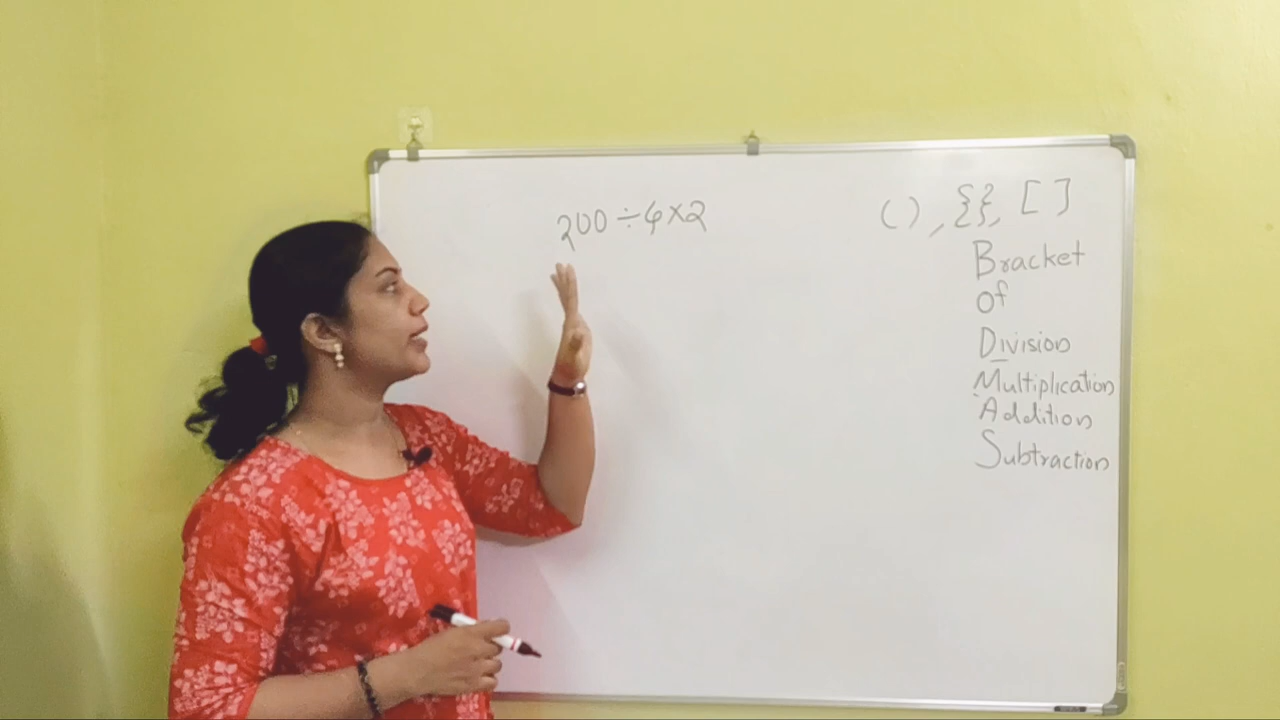 200÷4×2
( ), {}, [ ]
Bracket
Of
Division
Multiplication
Addition
Subtraction